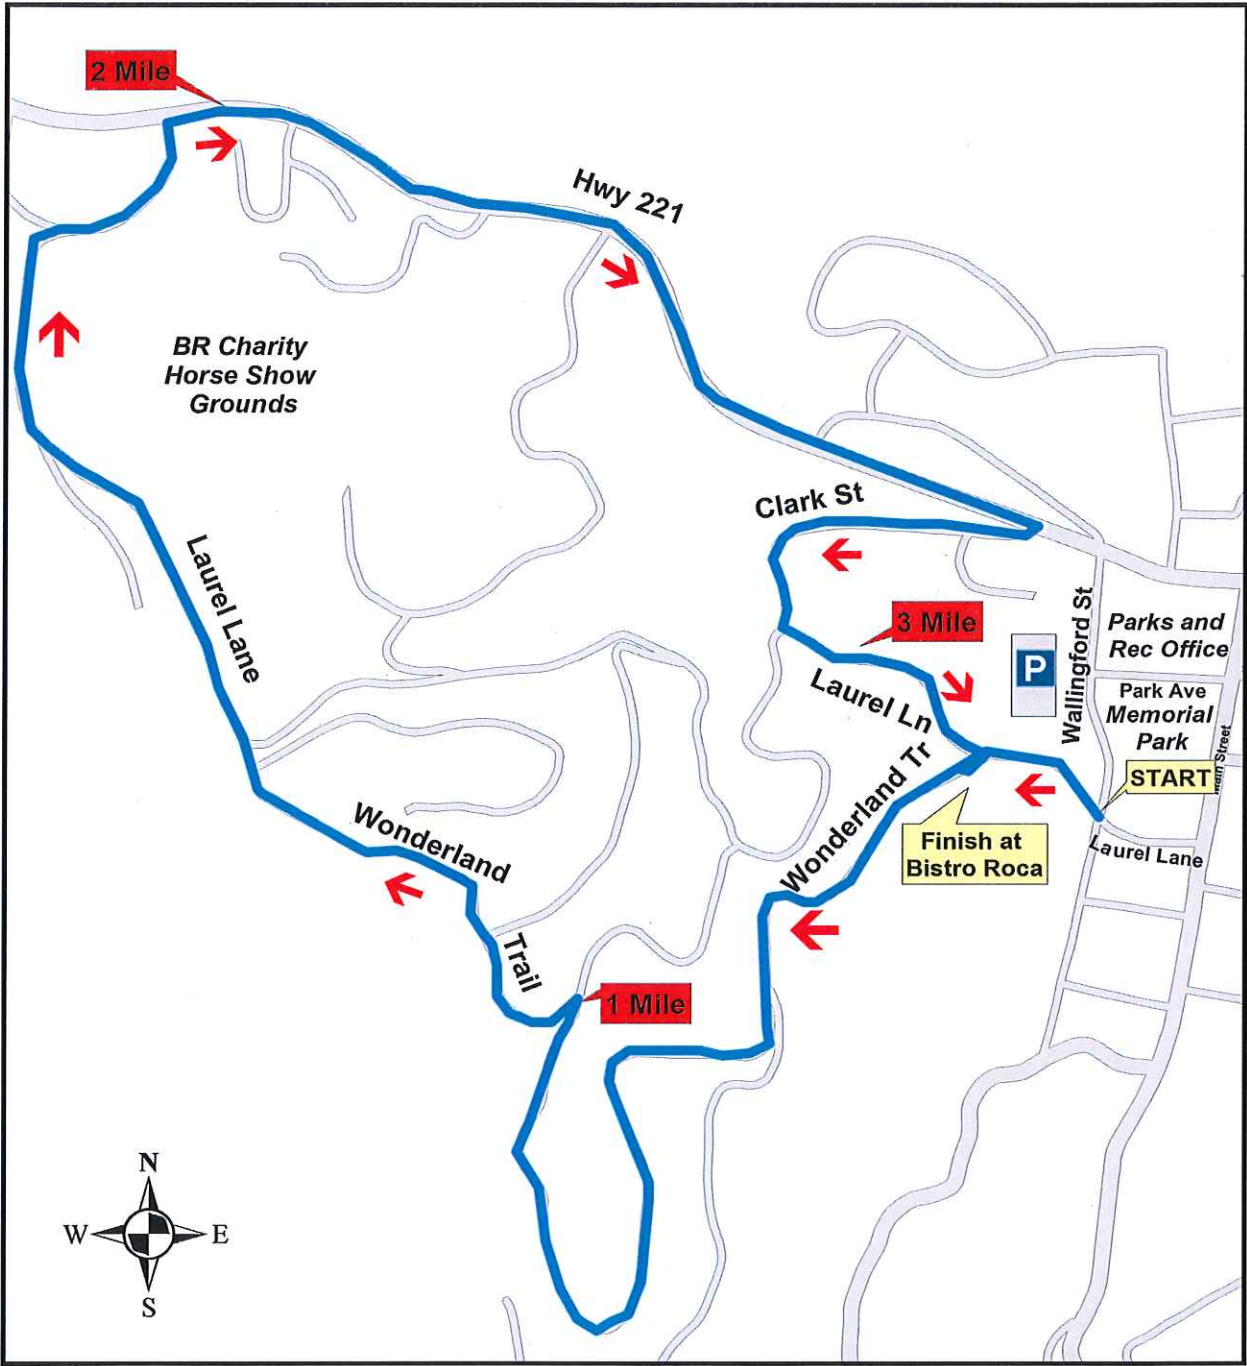 2 Mile
Hwy 221
BR Charity
Horse Show
Grounds
Clark St
Laurel Lane
3 Mile
Parks and
Rec Office
P
Wallingford St
Laurel Ln
Park Ave
Memorial
Park
Main Street
START
Wonderland Tr
Wonderland
Finish at
Bistro Roca
Laurel Lane
Trail
1 Mile
N
W E
S